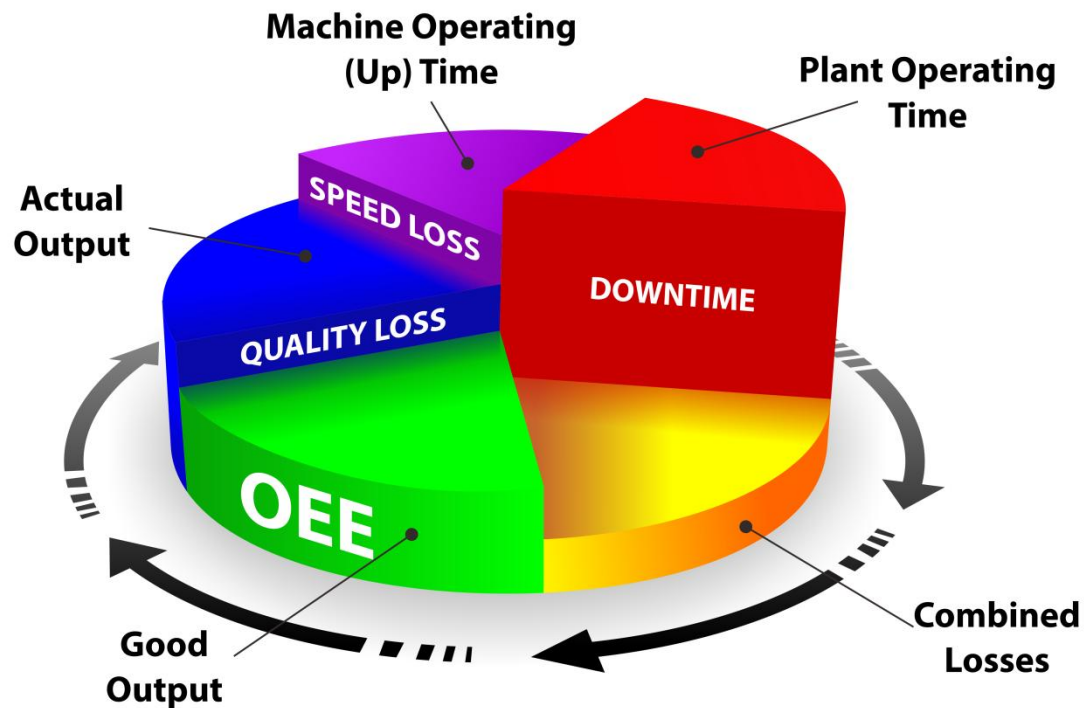 Machine Operating
(Up) Time
Plant Operating
Time
Actual
Output
SPEED LOSS
DOWNTIME
QUALITY LOSS
OEE
Good
Output
Combined
Losses